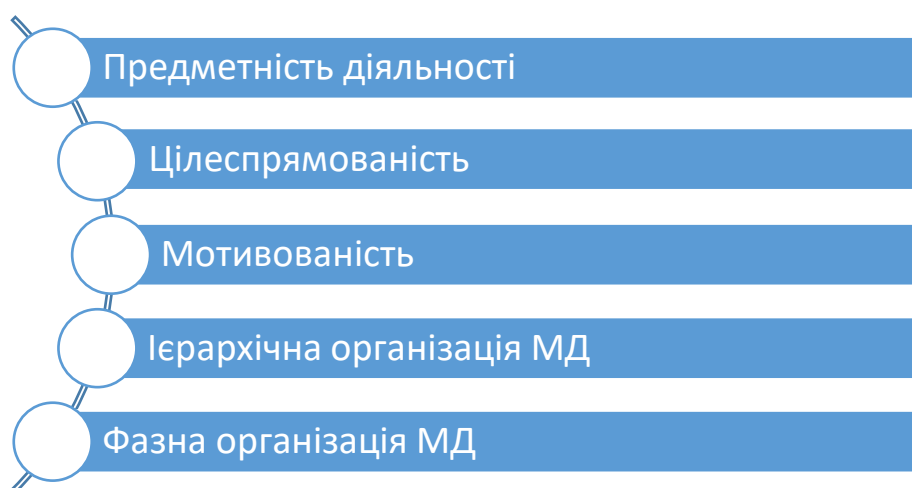 Предметність діяльності
Цілеспрямованість
Мотивованість
Ієрархічна організація МД
Фазна організація МД